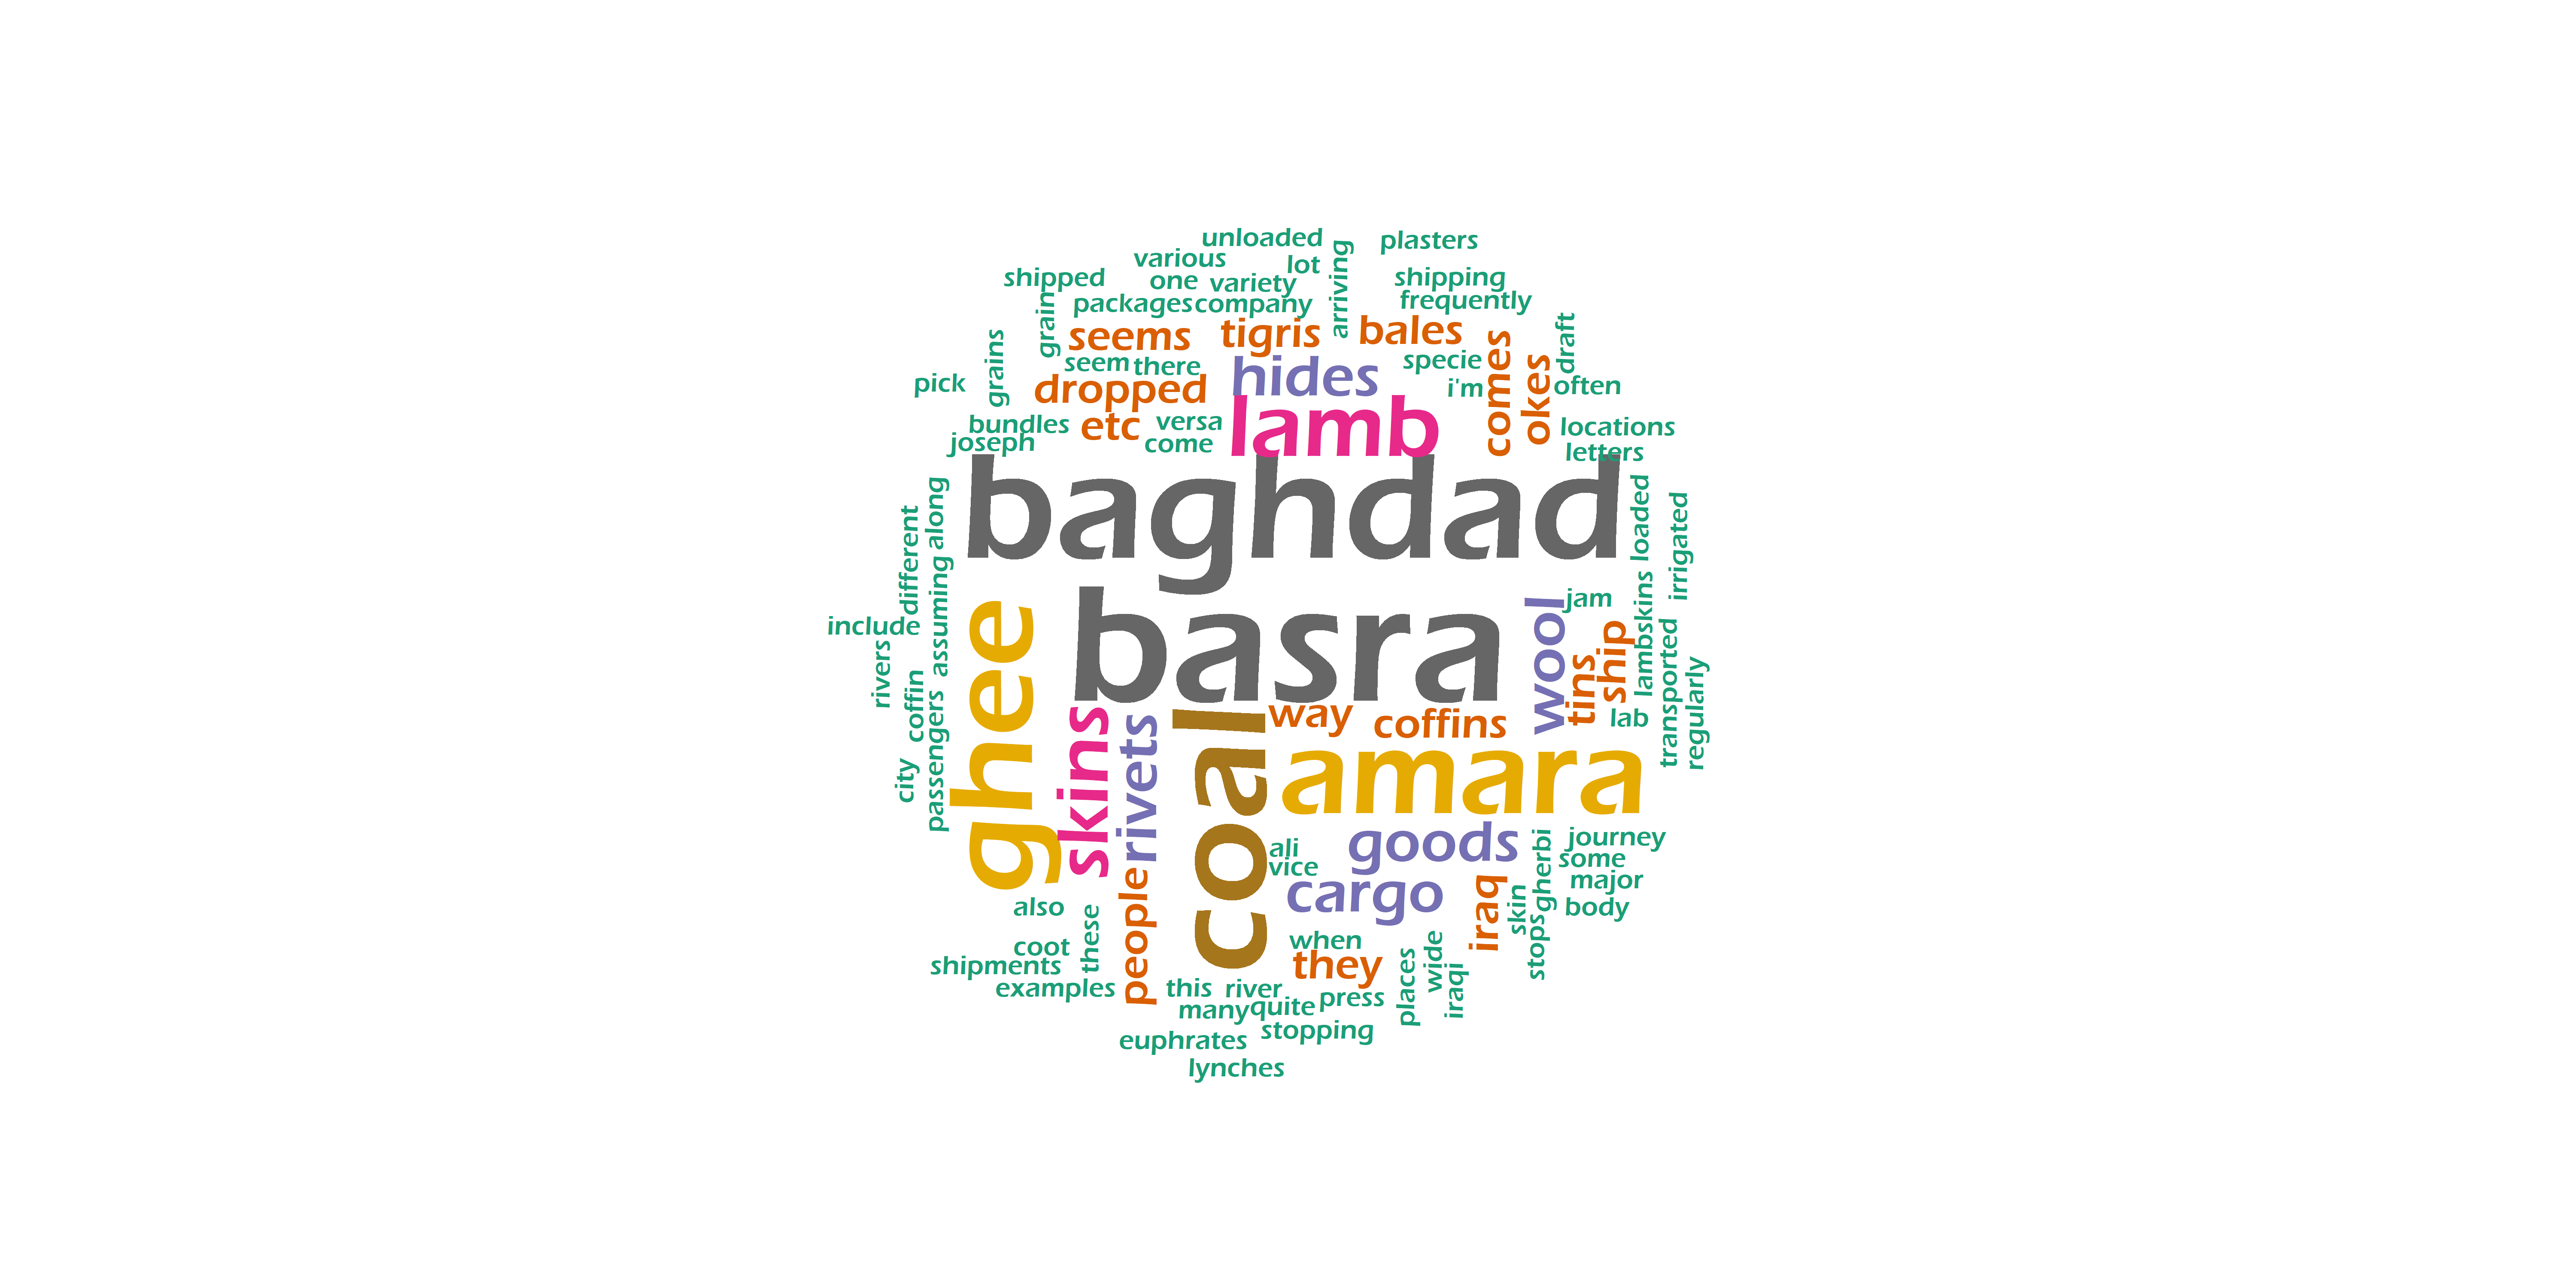 unloaded
plasters
various
lot
arriving
shipped
one
variety
shipping
grain
packages
company
frequently
seems
tigris
bales
draft
grains
seem
there
specie
comes
okes
pick
dropped
hides
i'm
often
bundles
etc
versa
lamb
locations
joseph
come
letters
baghdad
along
loaded
irrigated
different
assuming
basra
ghee
wool
jam
lambskins
include
tins
ship
transported
rivers
coffin
regularly
skins
rivets
coal
way
coffins
lab
passengers
city
amara
ali
goods
gherbi
journey
vice
some
people
cargo
iraq
skin
major
also
these
stops
body
coot
when
shipments
they
places
wide
iraqi
examples
this
river
press
many
quite
euphrates
stopping
lynches